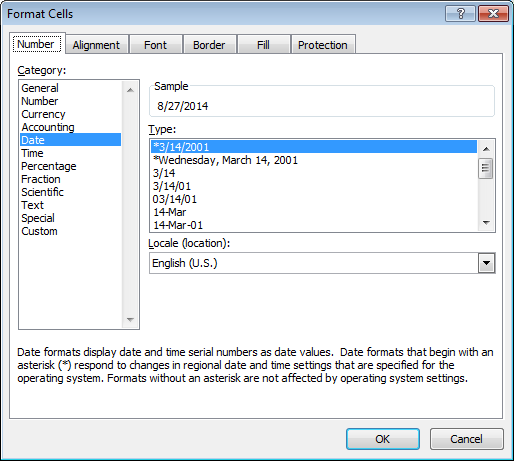 Format Cells
Number Alignment Font Border Fill Protection
Category:
General
Number
Currency
Accounting
Date
Time
Percentage
Fraction
Scientific
Text
Special
Custom
Sample
8/27/2014
Type:
*3/14/2001
*Wednesday, March 14, 2001
3/14
3/14/01
03/14/01
14-Mar
14-Mar-01
Locale (location):
English (U.S.)
Date formats display date and time serial numbers as date values.  Date formats that begin with an
asterisk (*) respond to changes in regional date and time settings that are specified for the
operating system. Formats without an asterisk are not affected by operating system settings.
OK Cancel